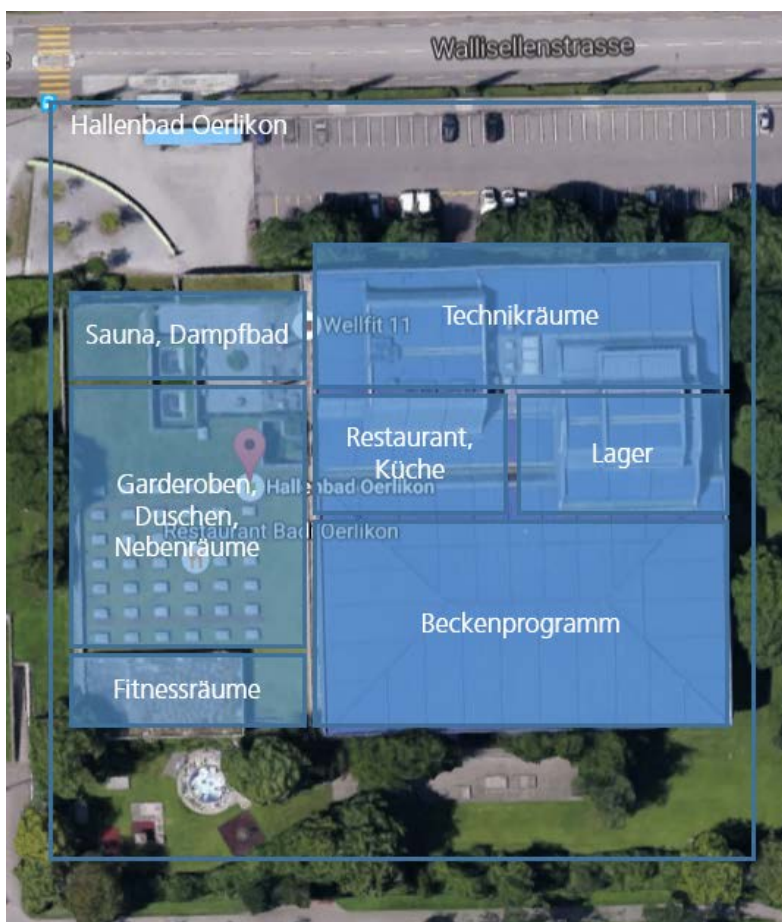 Wallisellenstrasse
Hallenbad Oerlikon
Sauna, Dampfbad
Technikräume
Wellfit 11
Restaurant,
Küche
Lager
Garderoben,
Duschen,
Nebenräume
Hallenbad Oerlikon
Restaurant Badi Oerlikon
Beckenprogramm
Fitnessräume